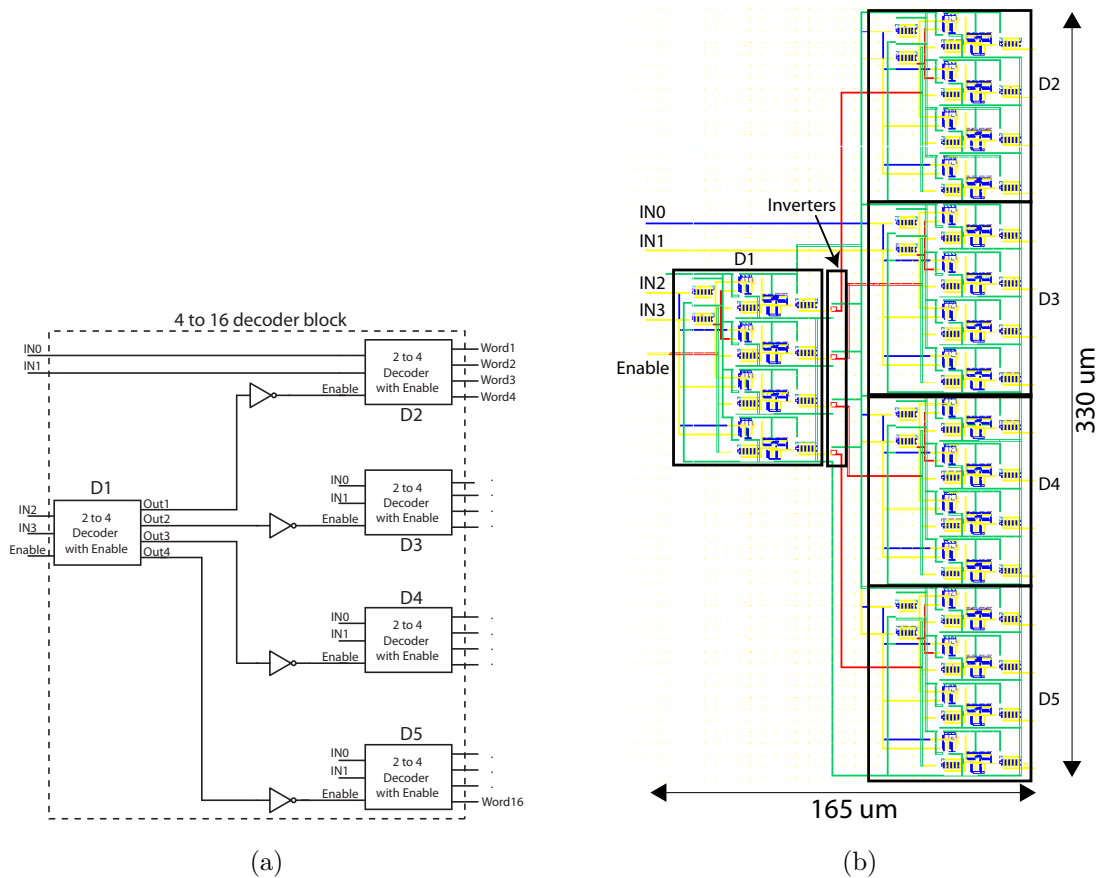 4 to 16 decoder block
IN0
IN1
2 to 4
Decoder
with Enable
Enable
D2
Word1
Word2
Word3
Word4
D1
IN2
IN3
Enable
2 to 4
Decoder
with Enable
Out1
Out2
Out3
Out4
IN0
IN1
Enable
2 to 4
Decoder
with Enable
D3
D4
IN0
IN1
Enable
2 to 4
Decoder
with Enable
D5
IN0
IN1
Enable
2 to 4
Decoder
with Enable
Word16
(a)
D2
Inverters
IN0
IN1
D1
IN2
IN3
Enable
D3
D4
D5
330 um
165 um
(b)